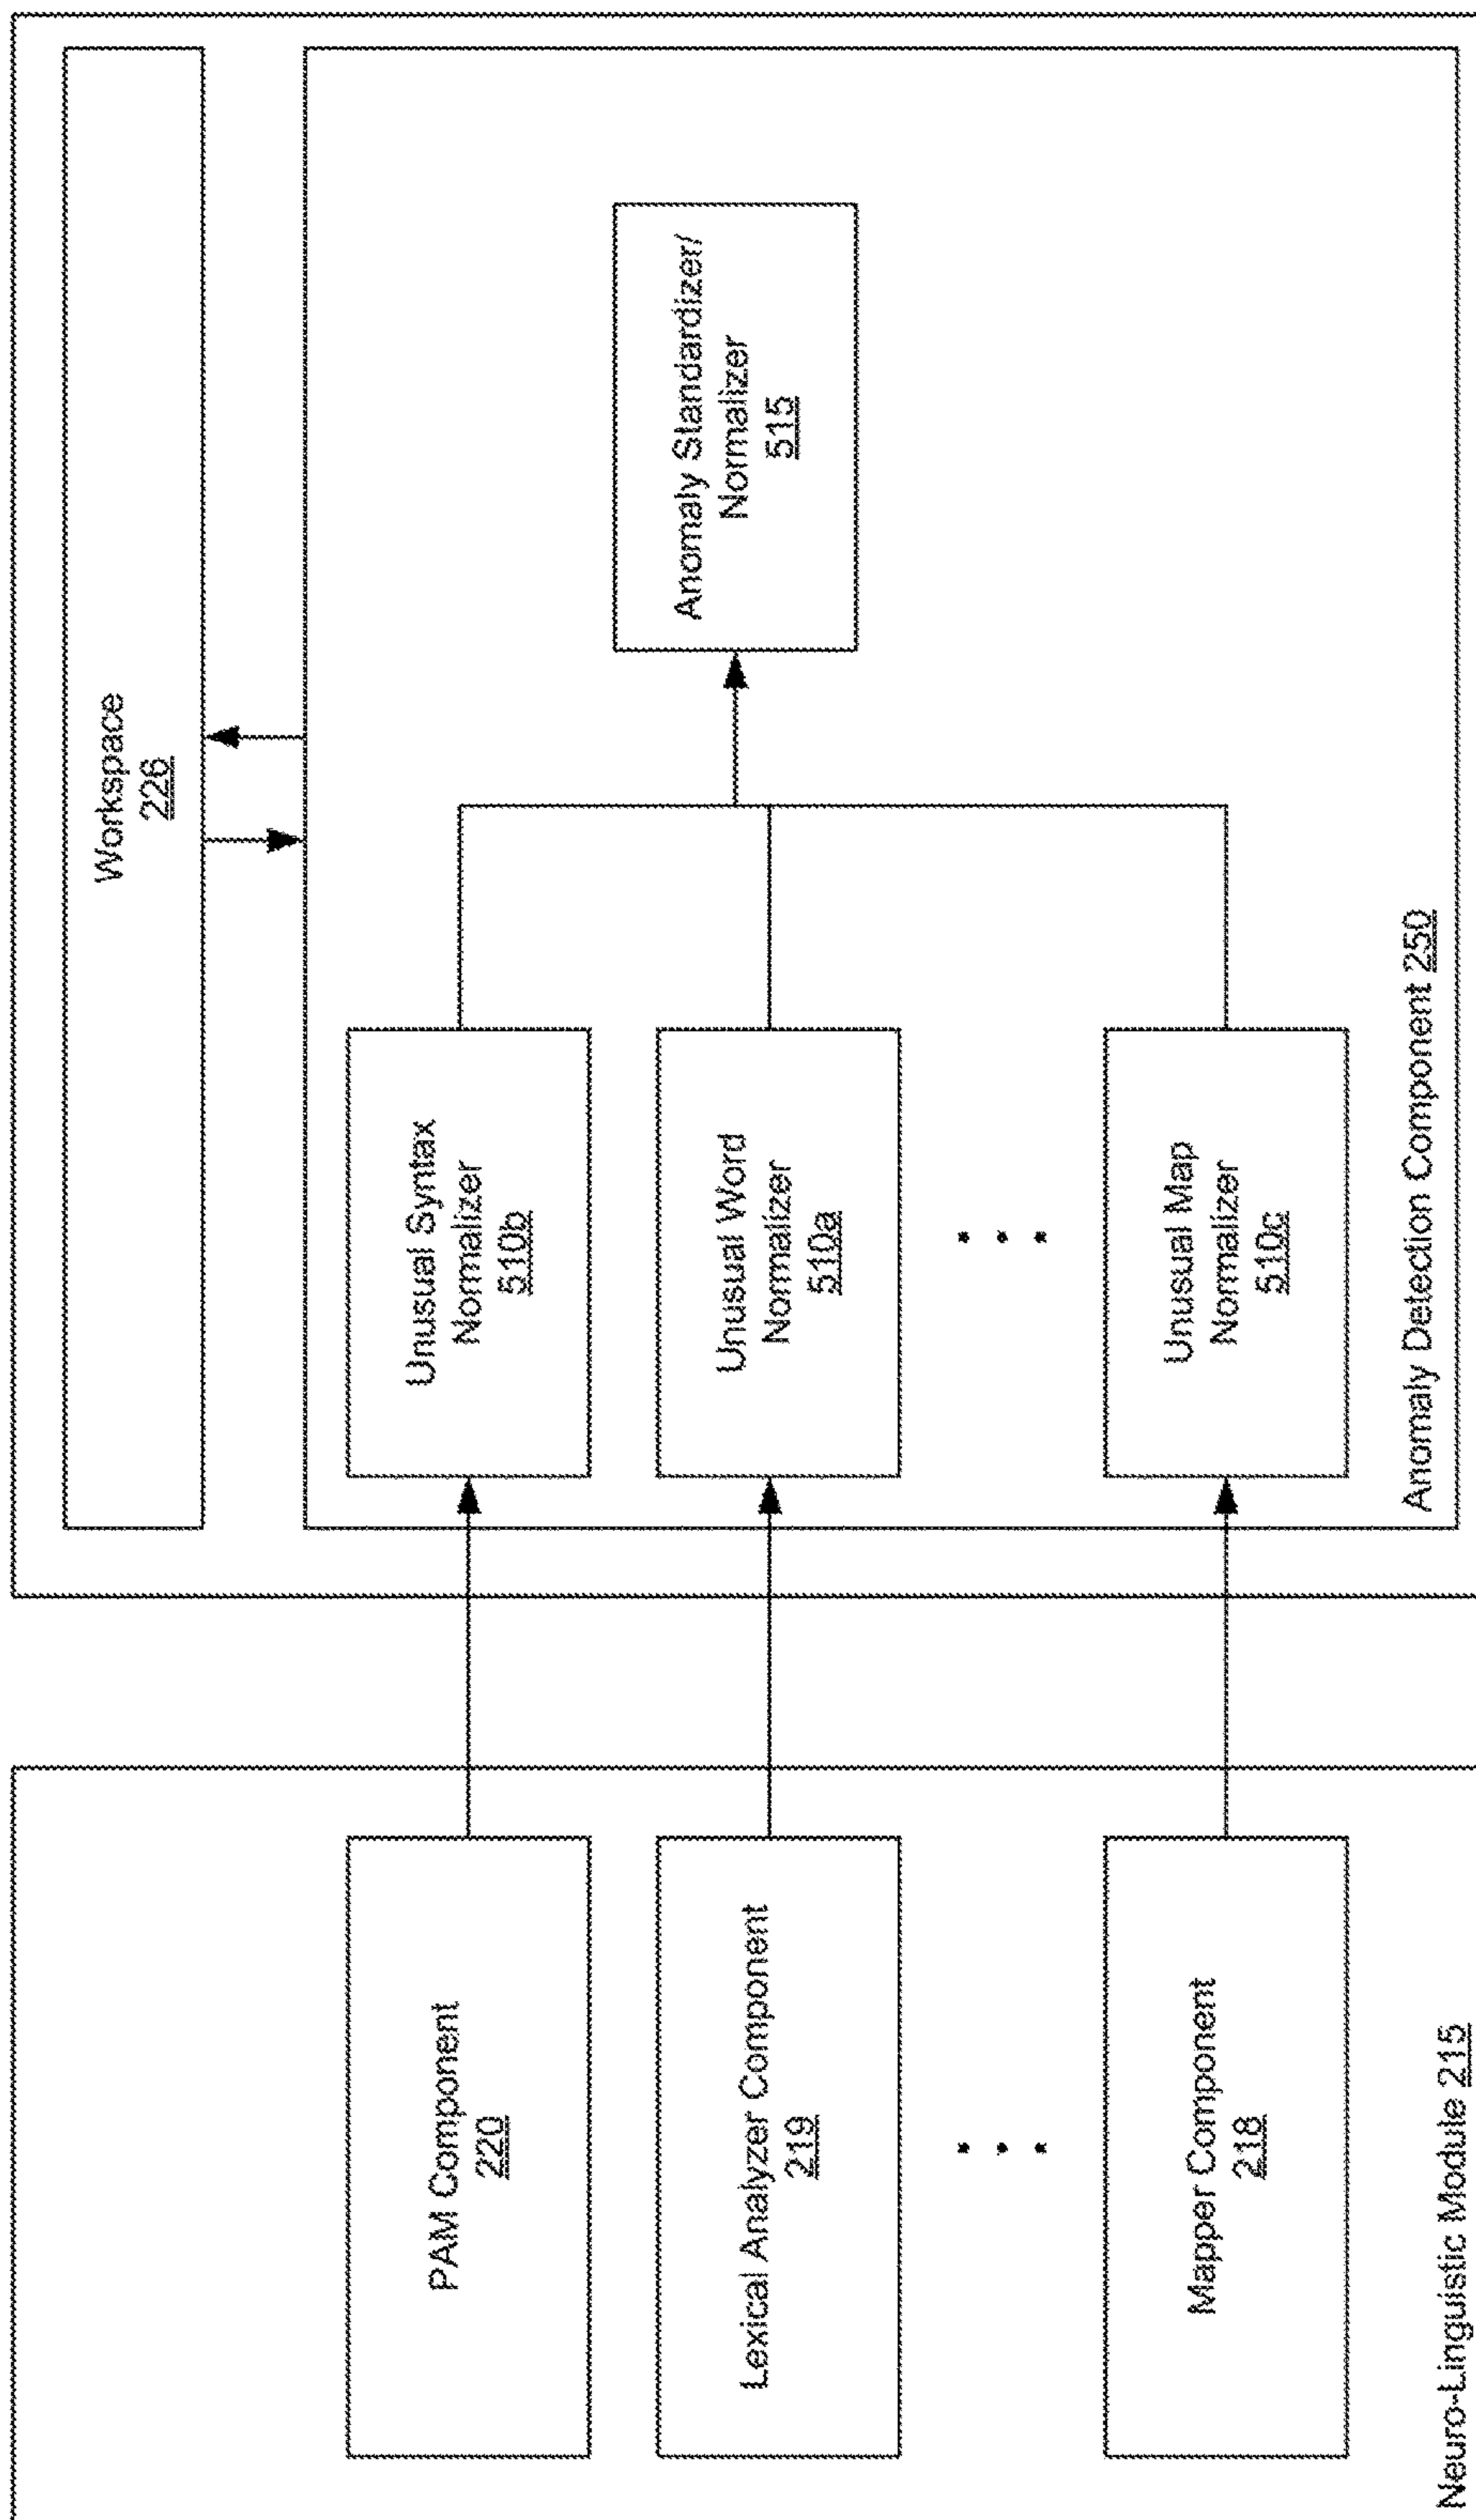 Workspace
226
PAM Component
220
Unusual Syntax
Normalizer
510b
Lexical Analyzer Component
219
Unusual Word
Normalizer
510a
Anomaly Standardizer/
Normalizer
515
Mapper Component
218
Unusual Map
Normalizer
510c
Neuro-Linguistic Module 215
Anomaly Detection Component 250